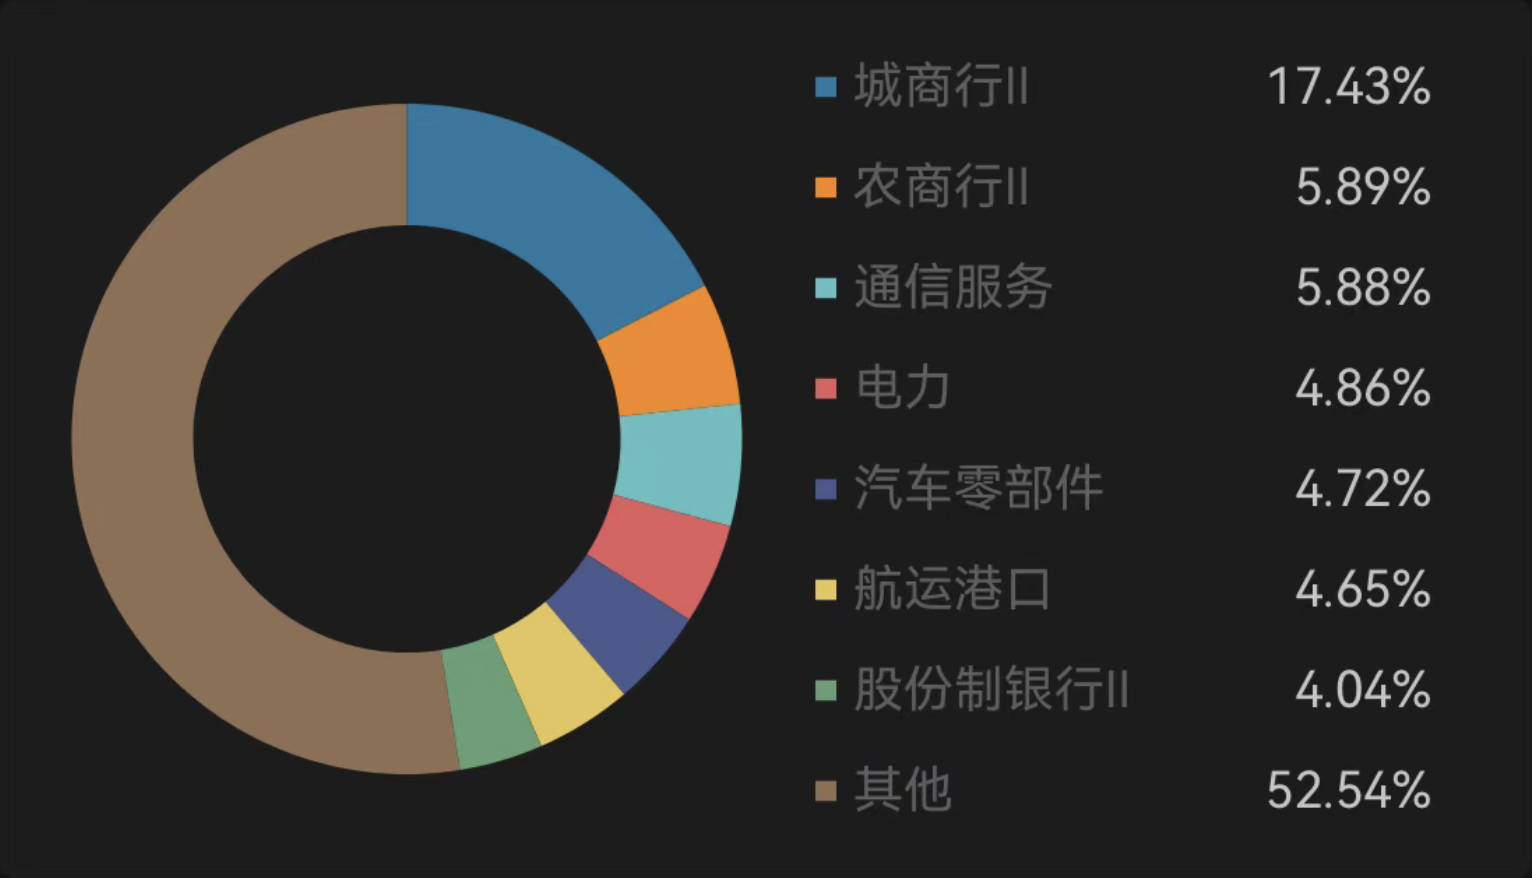 城商行II 17.43%
农商行II 5.89%
通信服务 5.88%
电力 4.86%
汽车零部件 4.72%
航运港口 4.65%
股份制银行II 4.04%
其他 52.54%